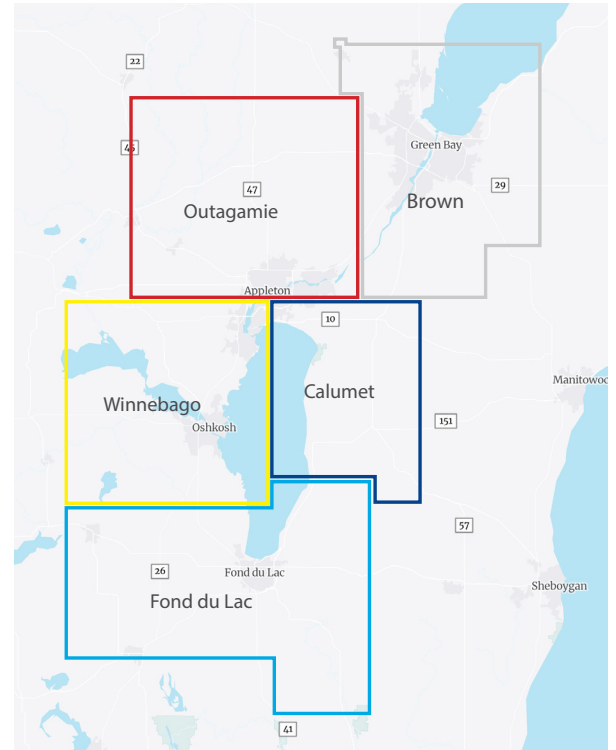 22
Green Bay
45
29
47
Brown
Outagamie
Appleton
10
Manitowoc
Calumet
Winnebago
151
Oshkosh
57
26
Fond du Lac
Sheboygan
Fond du Lac
41